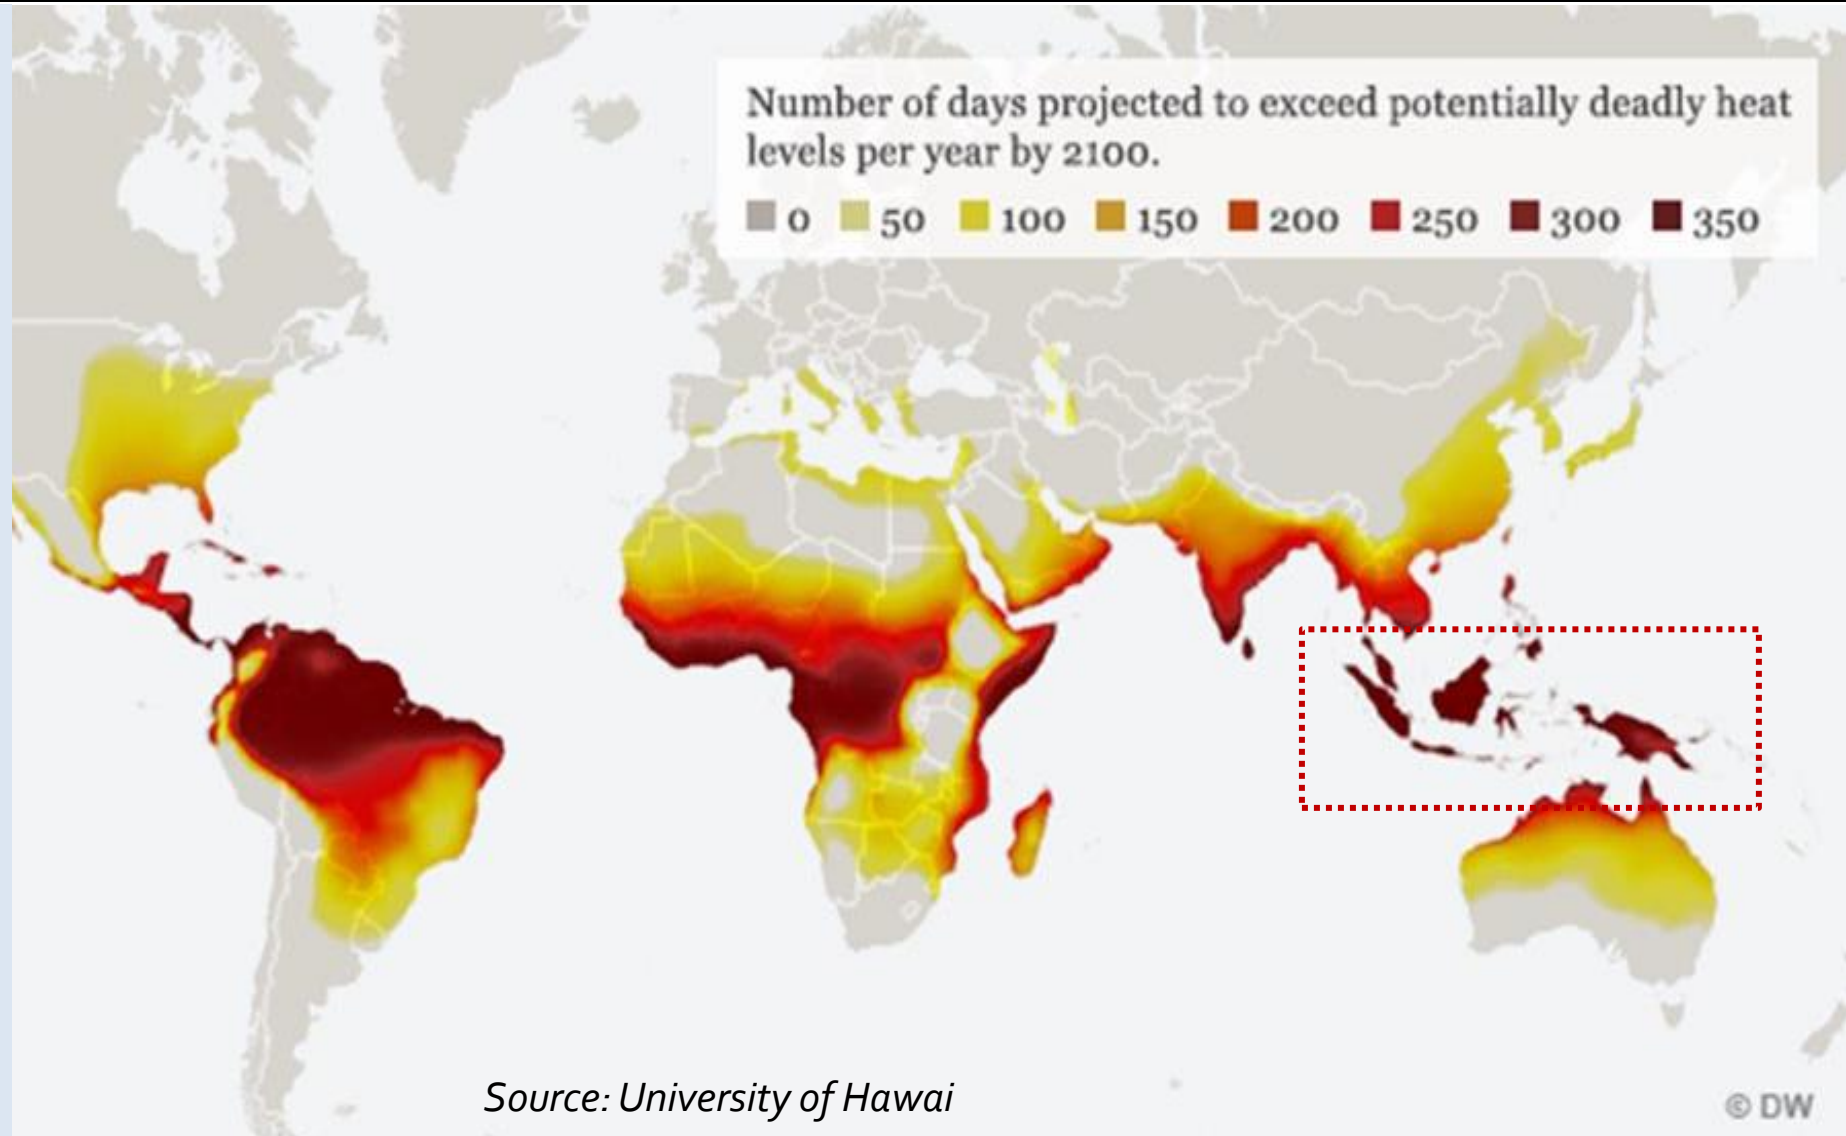 Number of days projected to exceed potentially deadly heat
levels per year by 2100.
0 50 100 150 200 250 300 350
Source: University of Hawai
© DW